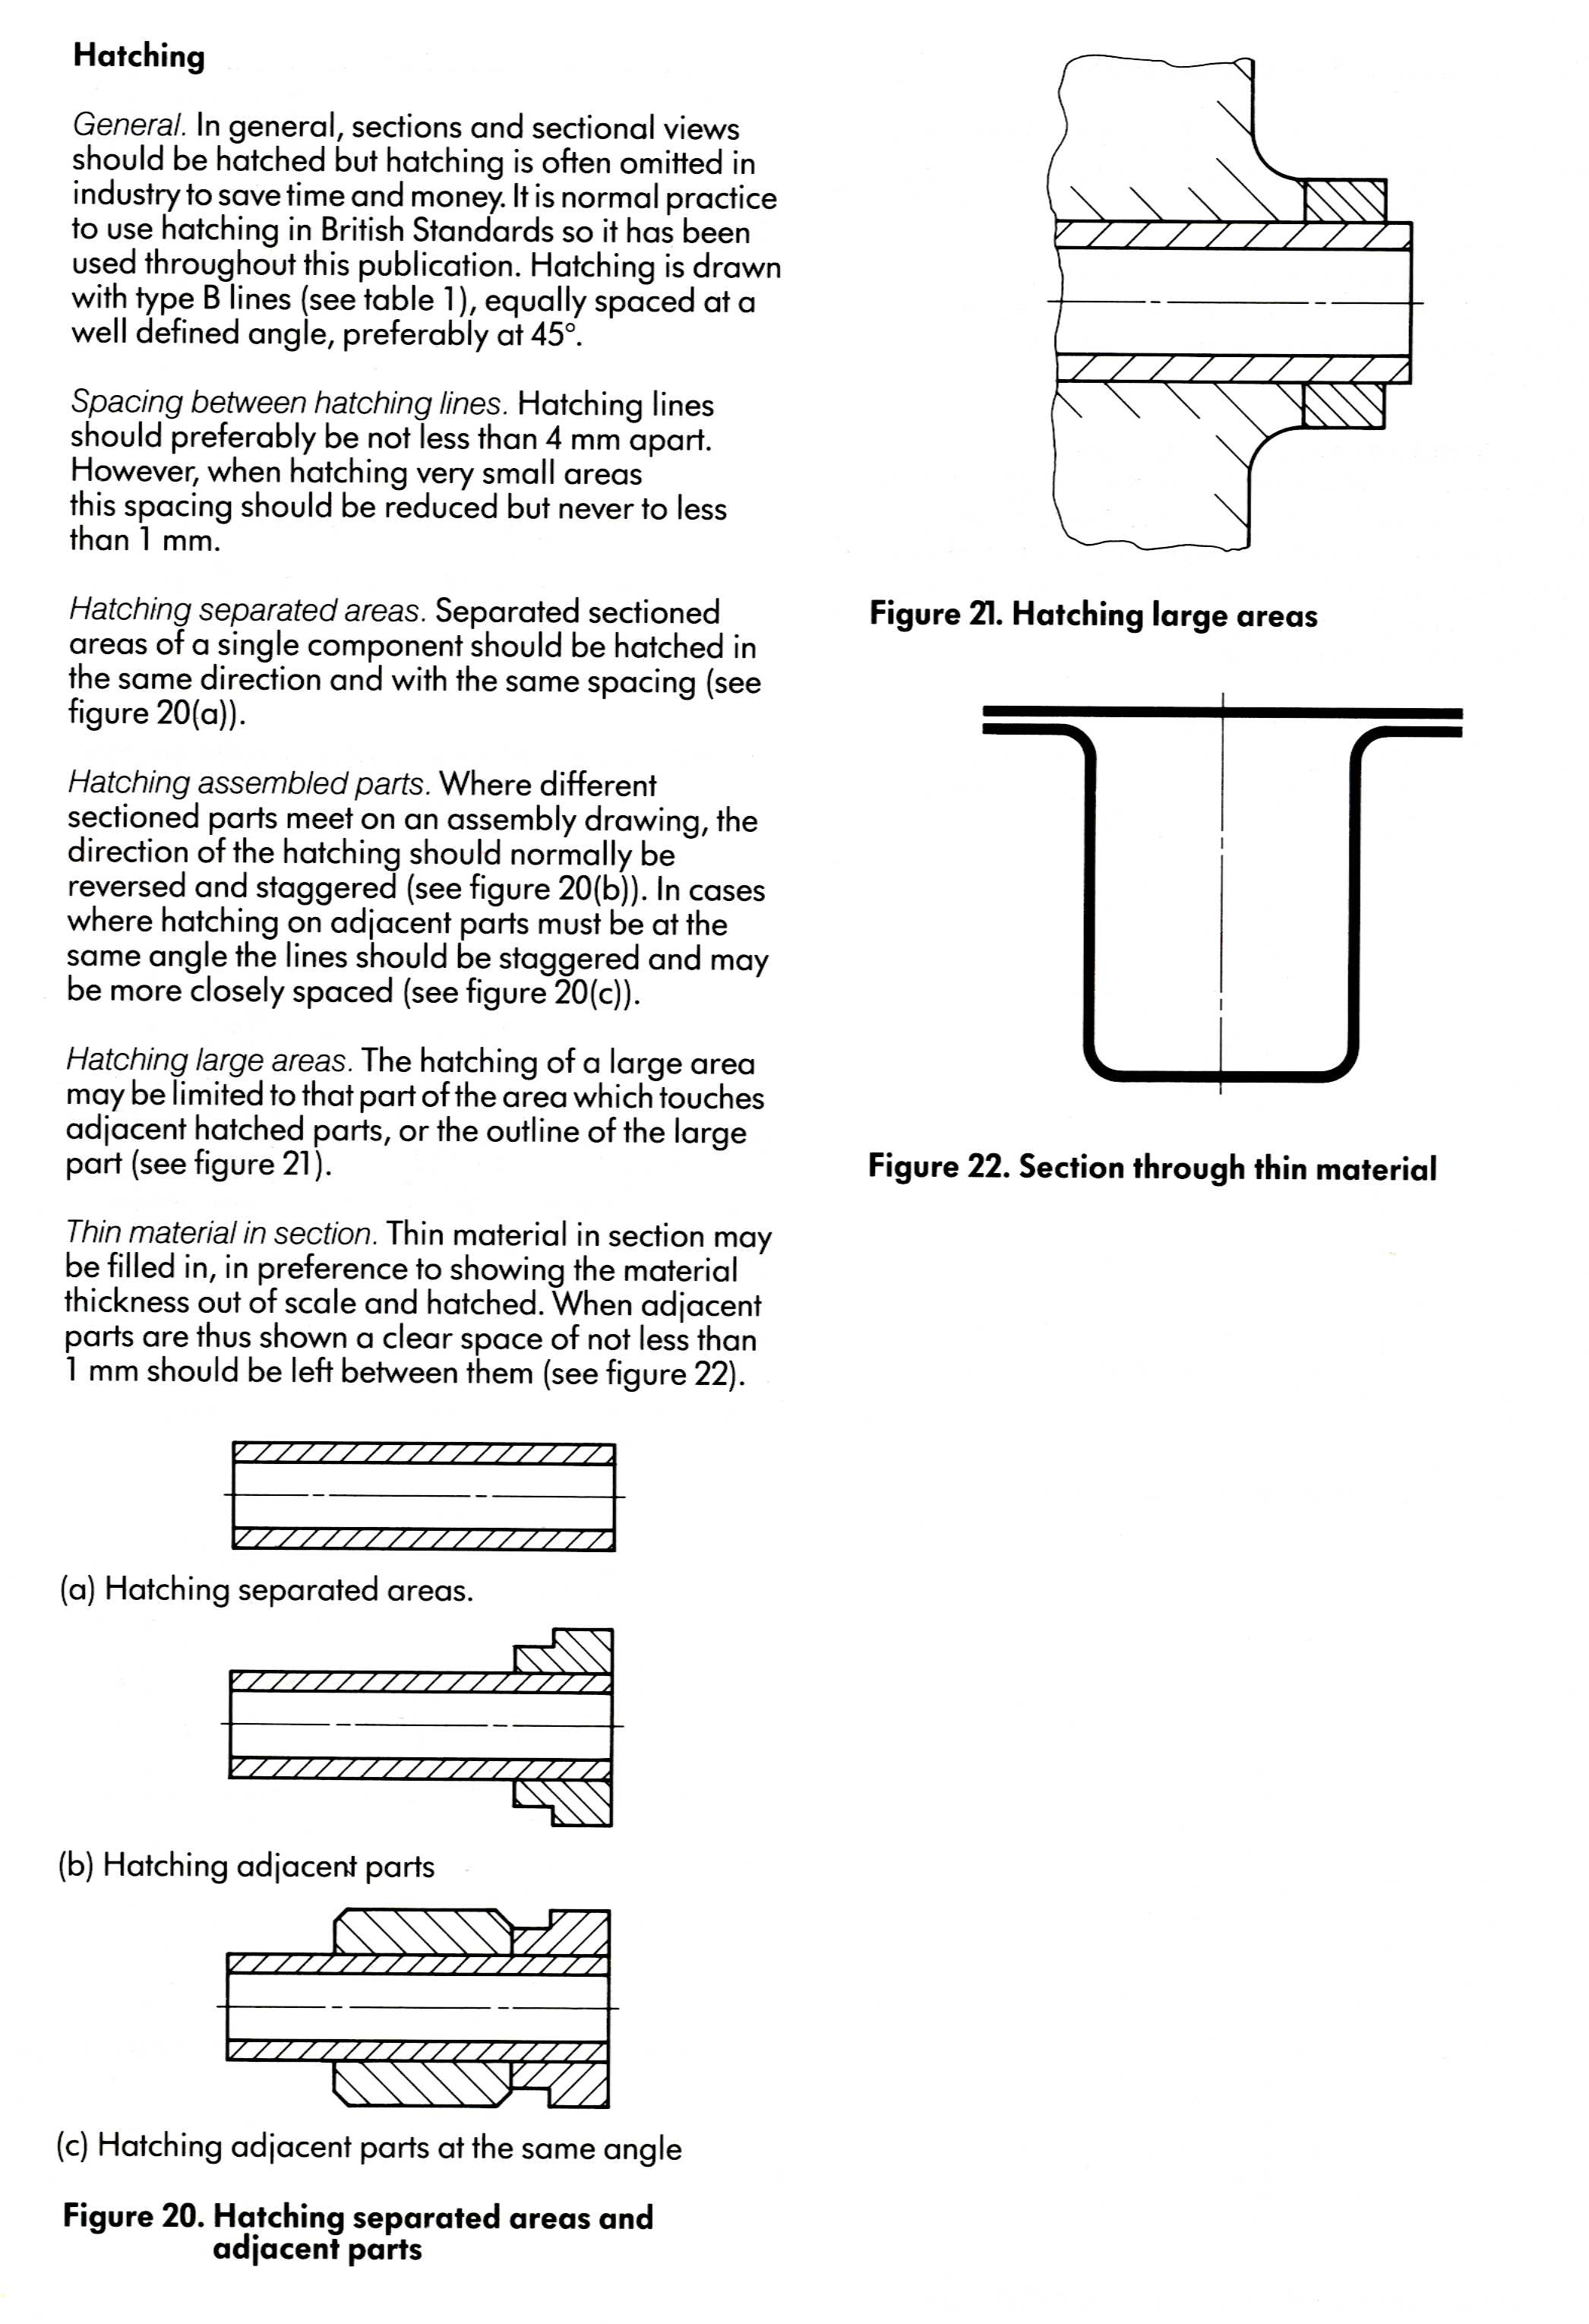 Hatching
General. In general, sections and sectional views
should be hatched but hatching is often omitted in
industry to save time and money. It is normal practice
to use hatching in British Standards so it has been
used throughout this publication. Hatching is drawn
with type B lines (see table 1), equally spaced at a
well defined angle, preferably at 45°.
Spacing between hatching lines. Hatching lines
should preferably be not less than 4 mm apart.
However, when hatching very small areas
this spacing should be reduced but never to less
than 1 mm.
Hatching separated areas. Separated sectioned
areas of a single component should be hatched in
the same direction and with the same spacing (see
figure 20(a)).
Hatching assembled parts. Where different
sectioned parts meet on an assembly drawing, the
direction of the hatching should normally be
reversed and staggered (see figure 20(b)). In cases
where hatching on adjacent parts must be at the
same angle the lines should be staggered and may
be more closely spaced (see figure 20(c)).
Hatching large areas. The hatching of a large area
may be limited to that part of the area which touches
adjacent hatched parts, or the outline of the large
part (see figure 21).
Thin material in section. Thin material in section may
be filled in, in preference to showing the material
thickness out of scale and hatched. When adjacent
parts are thus shown a clear space of not less than
1 mm should be left between them (see figure 22).
(a) Hatching separated areas.
(b) Hatching adjacent parts
(c) Hatching adjacent parts at the same angle
Figure 20. Hatching separated areas and
adjacent parts
Figure 21. Hatching large areas
Figure 22. Section through thin material